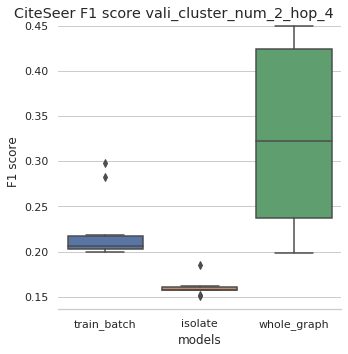 CiteSeer F1 score vali_cluster_num_2_hop_4
0.45
0.40
0.35
0.30
0.25
0.20
0.15
F1 score
train_batch isolate whole_graph
models